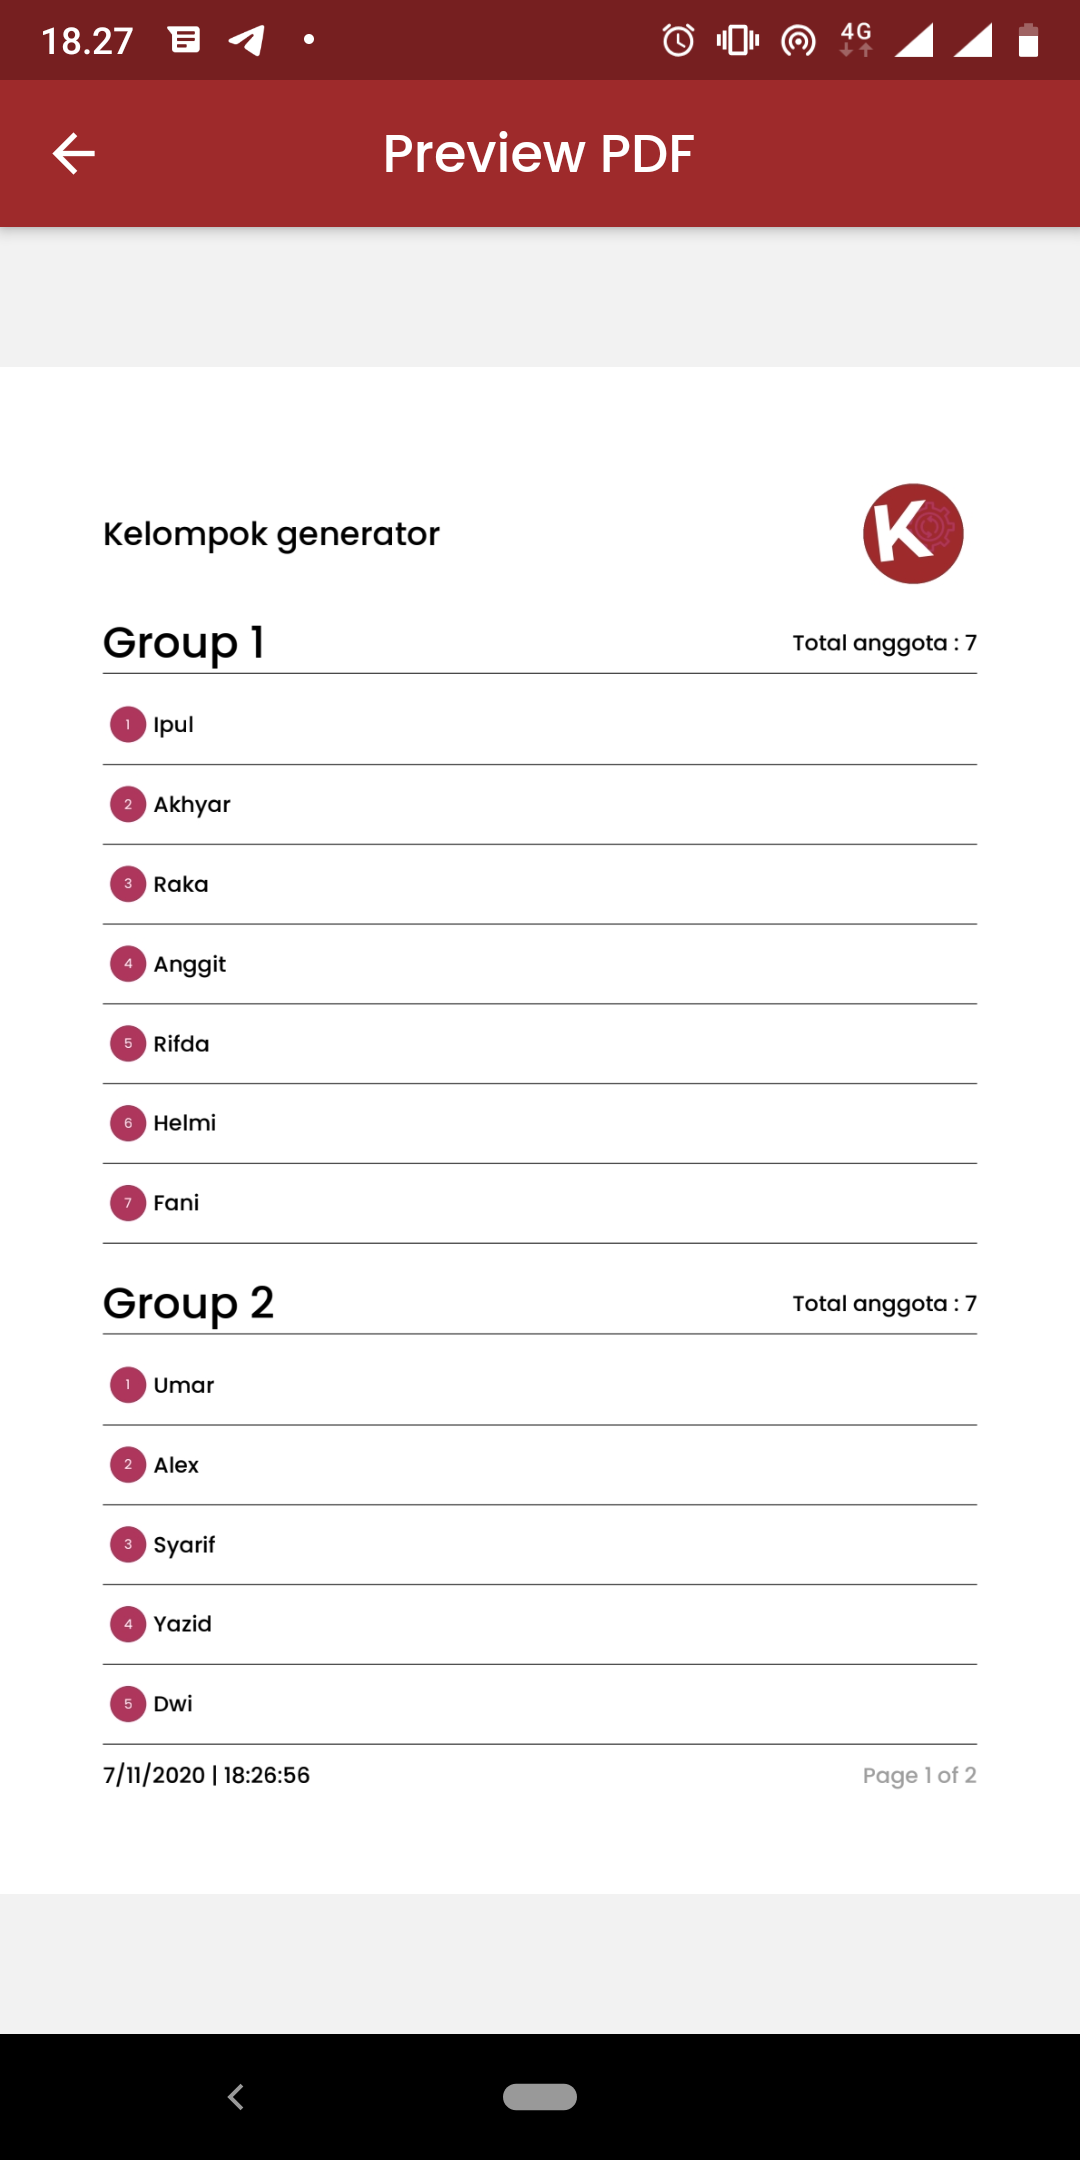 18.27
4G
Preview PDF
Kelompok generator
K
Group 1 Total anggota : 7
1 Ipul
2 Akhyar
3 Raka
4 Anggit
5 Rifda
6 Helmi
7 Fani
Group 2 Total anggota : 7
1 Umar
2 Alex
3 Syarif
4 Yazid
5 Dwi
7/11/2020 | 18:26:56 Page 1 of 2